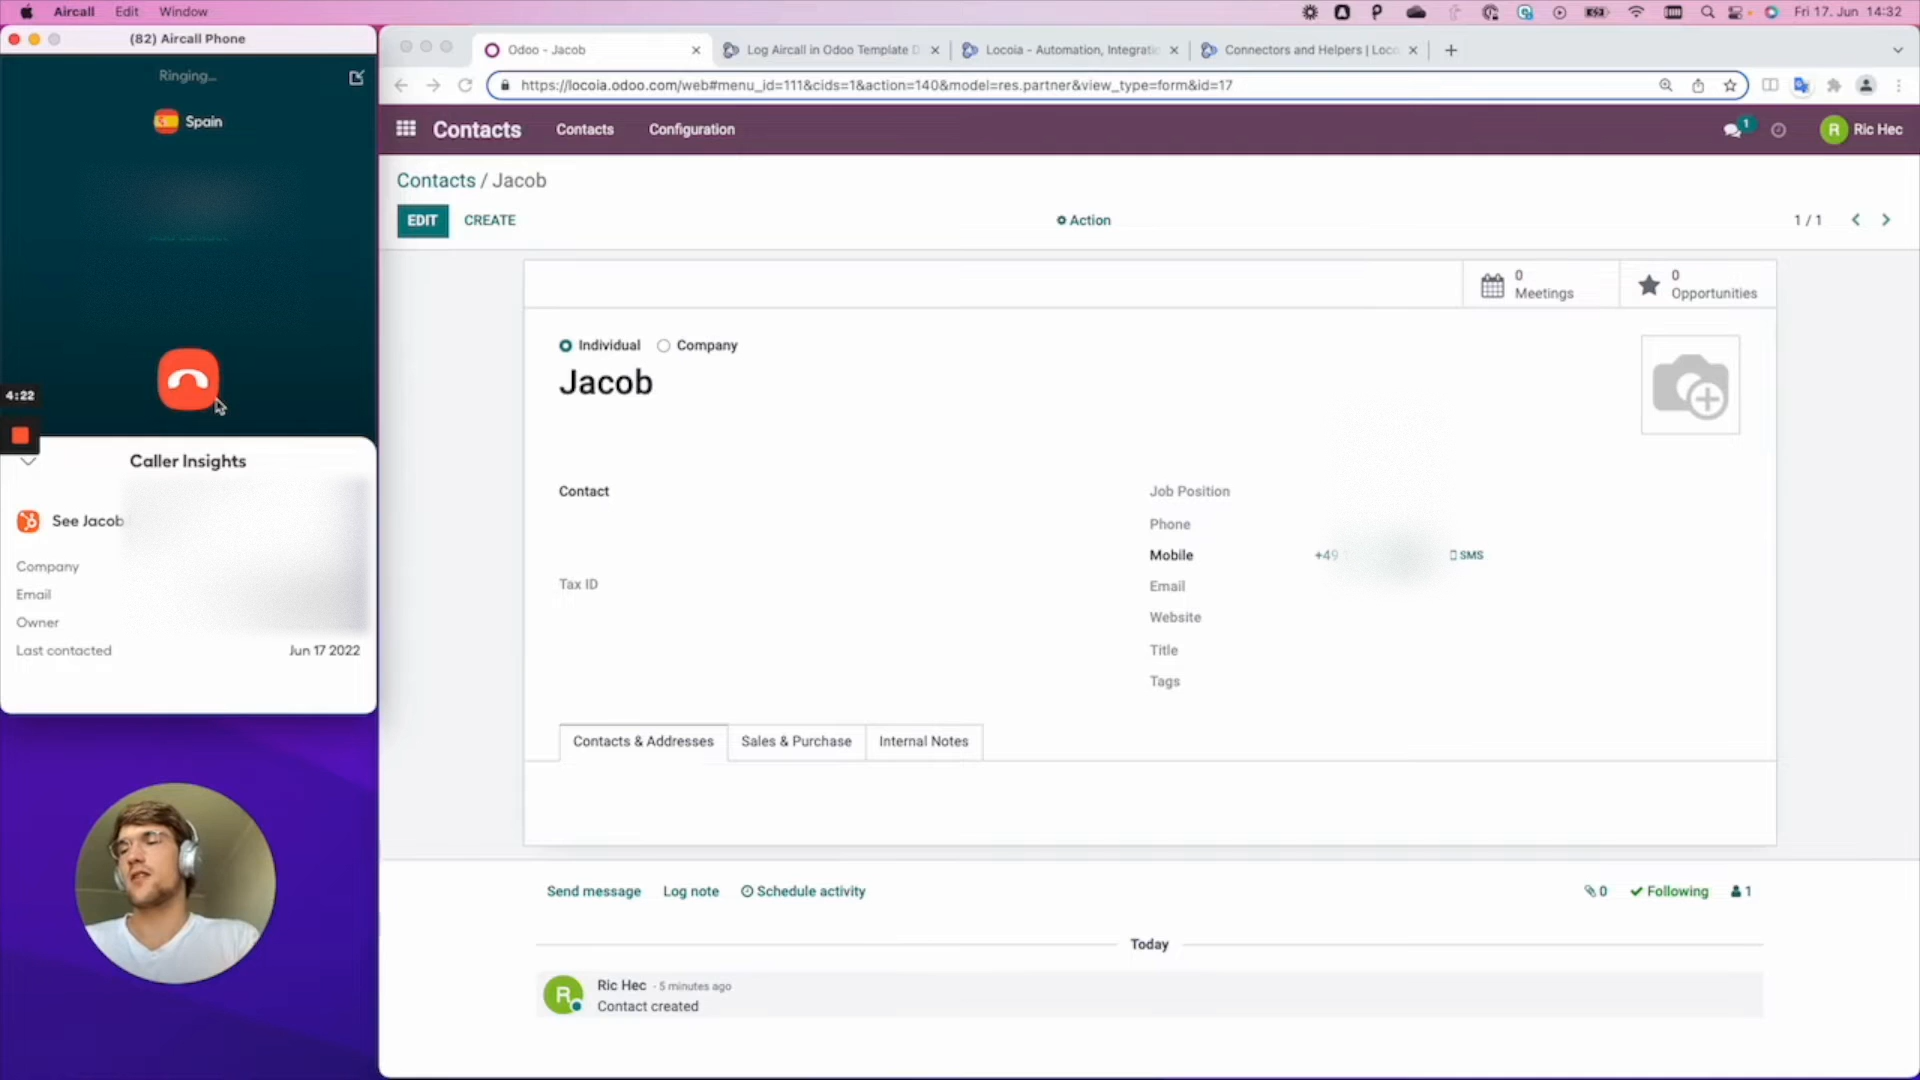 Aircall Edit Window
Fri 17. Jun 14:32
(82) Aircall Phone
Ringing...
Spain
4:22
Caller Insights
See Jacob
Company
Email
Owner
Last contacted Jun 17 2022
Odoo - Jacob
Log Aircall in Odoo Template D
Locoia - Automation, Integrati
Connectors and Helpers | Loco
https://locoia.odoo.com/web#menu_id=111&cids=1&action=140&model=res.partner&view_type=form&id=17
Contacts Contacts Configuration
1
R Ric Hec
Contacts / Jacob
EDIT CREATE
Action
1 / 1
0
Meetings
0
Opportunities
Individual Company
Jacob
Contact
Tax ID
Job Position
Phone
Mobile +49 SMS
Email
Website
Title
Tags
Contacts & Addresses Sales & Purchase Internal Notes
Send message Log note Schedule activity
0 Following 1
Today
R
Ric Hec - 5 minutes ago
Contact created